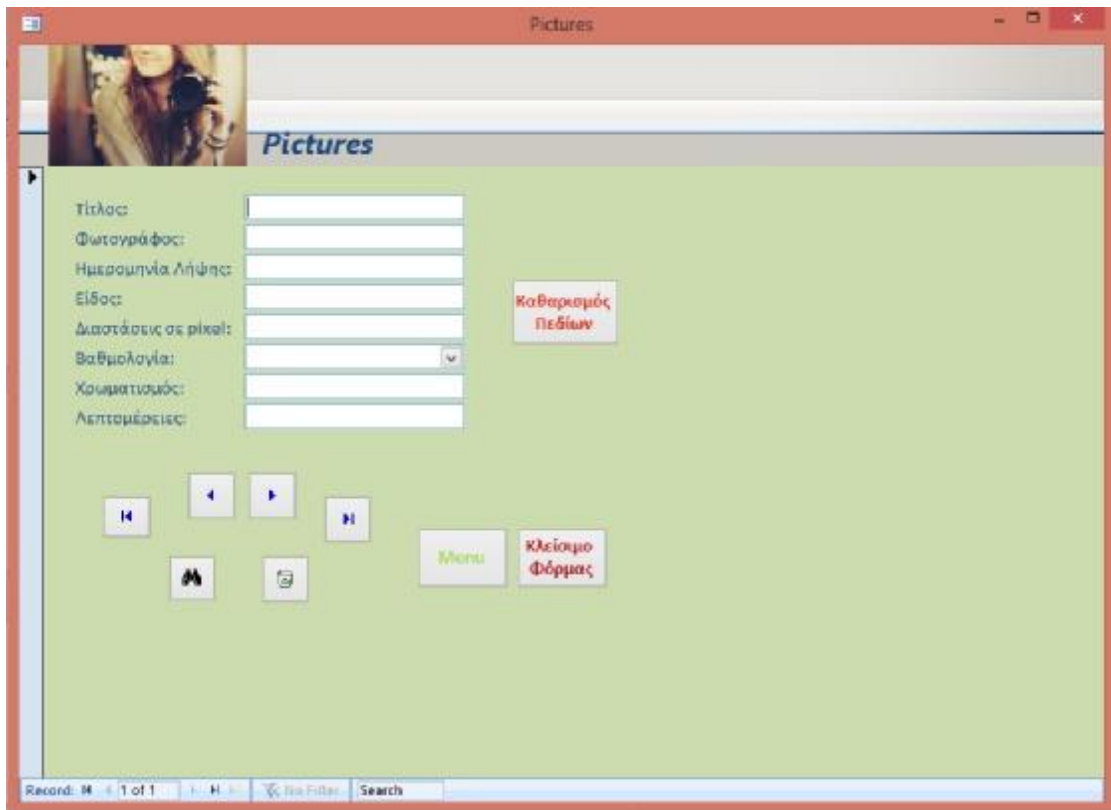 Pictures
Pictures
Τίτλος:
Φωτογράφος:
Ημερομηνία Λήψης:
Είδος:
Διαστάσεις σε pixel:
Βαθμολογία:
Χρωματισμός:
Λεπτομέρειες:
Καθαρισμός
Πεδίων
Menu
Κλείσιμο
Φόρμας
Record: 1 of 1 No Filter Search